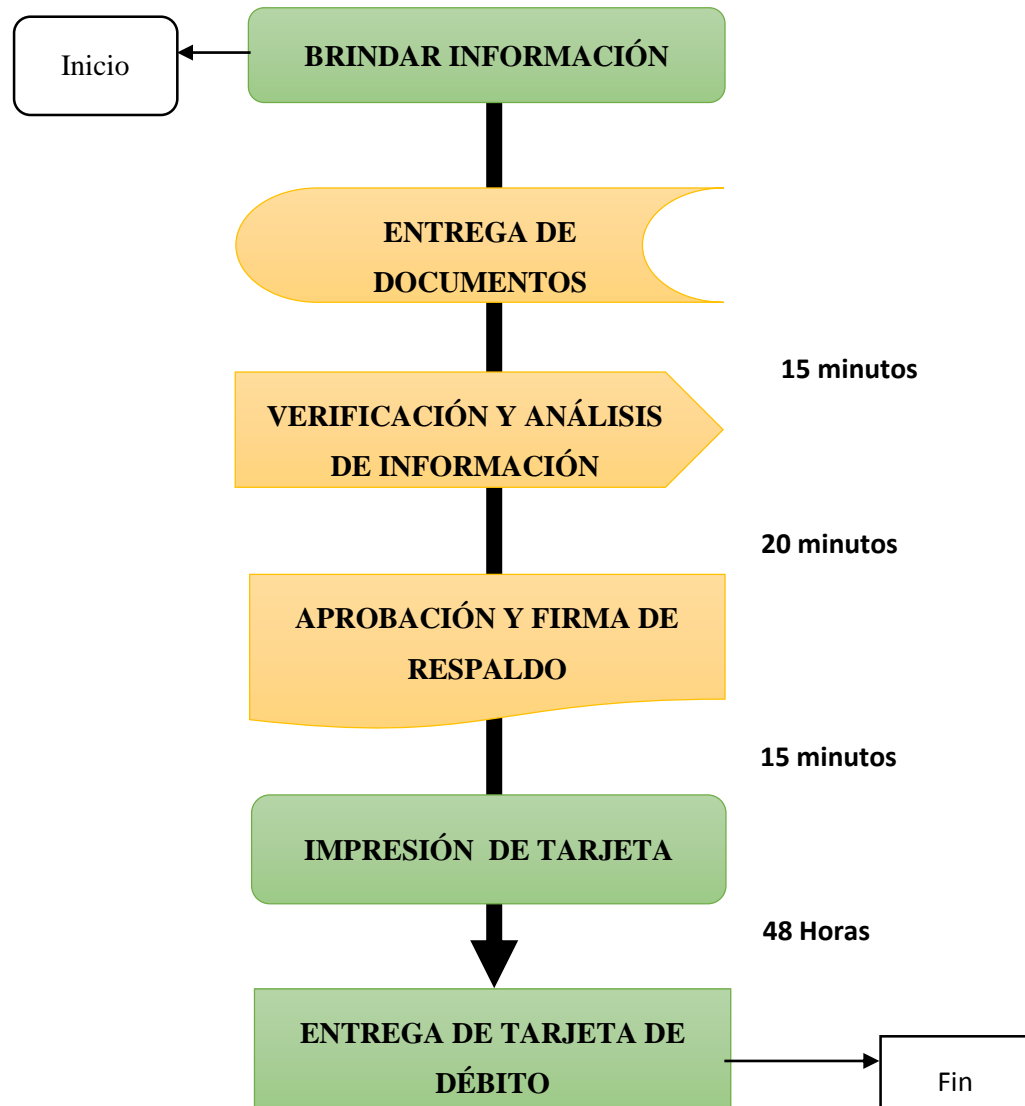 Inicio
BRINDAR INFORMACIÓN
ENTREGA DE
DOCUMENTOS
15 minutos
VERIFICACIÓN Y ANÁLISIS
DE INFORMACIÓN
20 minutos
APROBACIÓN Y FIRMA DE
RESPALDO
15 minutos
IMPRESIÓN DE TARJETA
48 Horas
ENTREGA DE TARJETA DE
DÉBITO
Fin